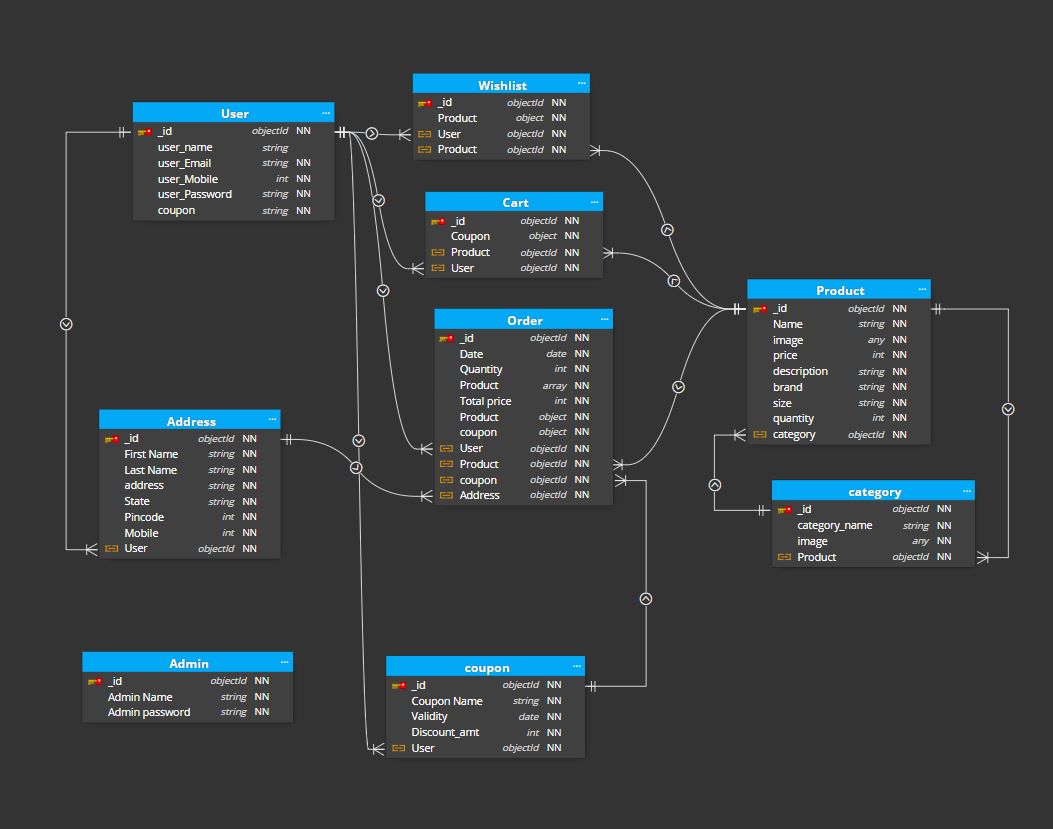 User ...
_id objectId NN
user_name string
user_Email string NN
user_Mobile int NN
user_Password string NN
coupon string NN
Wishlist ...
_id objectId NN
Product object NN
User objectId NN
Product objectId NN
Cart ...
_id objectId NN
Coupon object NN
Product objectId NN
User objectId NN
Order ...
_id objectId NN
Date date NN
Quantity int NN
Product array NN
Total price int NN
Product object NN
coupon object NN
User objectId NN
Product objectId NN
coupon objectId NN
Address objectId NN
Product ...
_id objectId NN
Name string NN
image any NN
price int NN
description string NN
brand string NN
size string NN
quantity int NN
category objectId NN
Address ...
_id objectId NN
First Name string NN
Last Name string NN
address string NN
State string NN
Pincode int NN
Mobile int NN
User objectId NN
category ...
_id objectId NN
category_name string NN
image any NN
Product objectId NN
Admin ...
_id objectId NN
Admin Name string NN
Admin password string NN
coupon ...
_id objectId NN
Coupon Name string NN
Validity date NN
Discount_amt int NN
User objectId NN